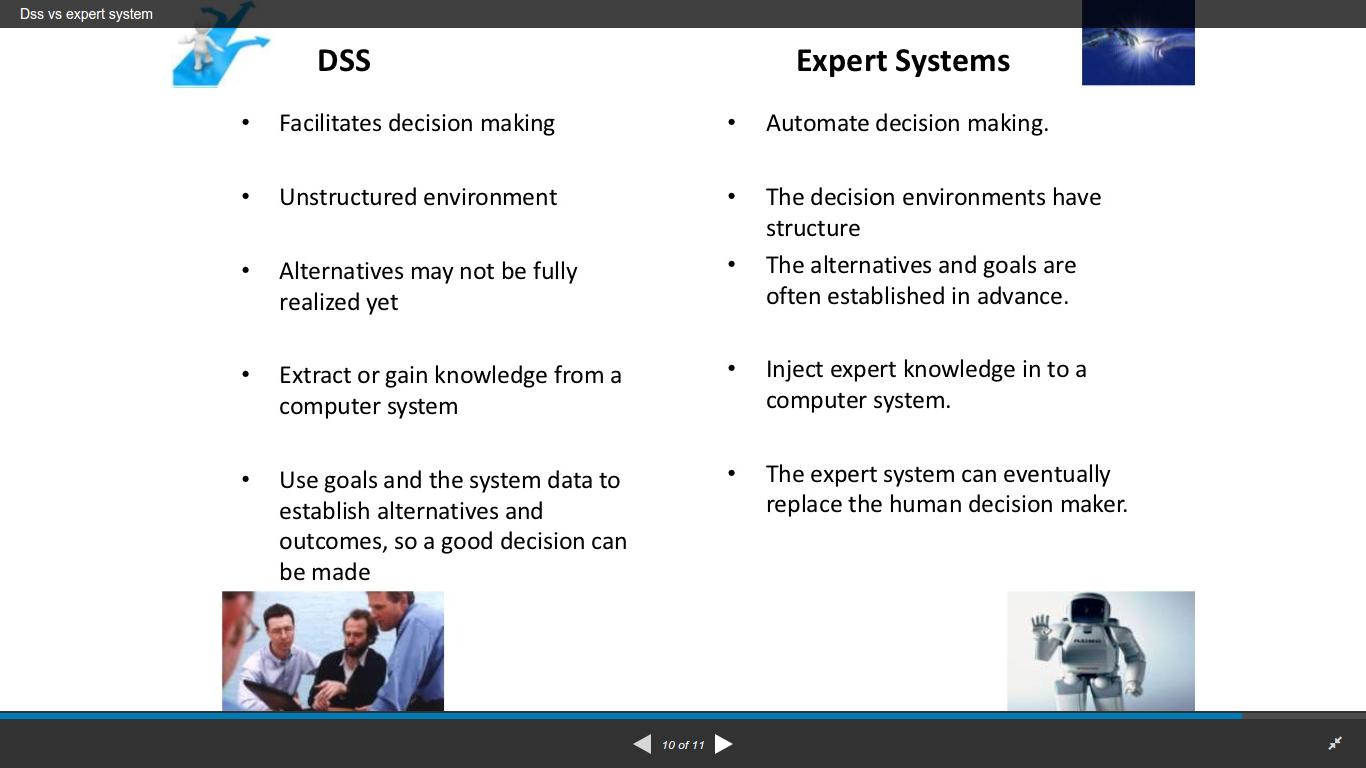 Dss vs expert system
DSS
• Facilitates decision making
• Unstructured environment
• Alternatives may not be fully
realized yet
• Extract or gain knowledge from a
computer system
• Use goals and the system data to
establish alternatives and
outcomes, so a good decision can
be made
Expert Systems
• Automate decision making.
• The decision environments have
structure
• The alternatives and goals are
often established in advance.
• Inject expert knowledge in to a
computer system.
• The expert system can eventually
replace the human decision maker.
10 of 11